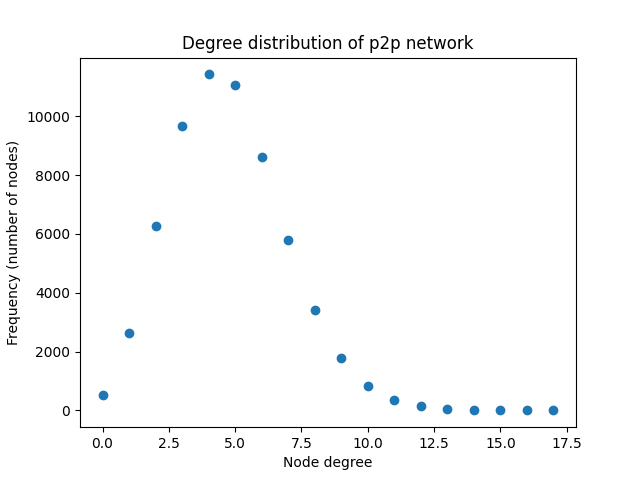 Degree distribution of p2p network
Frequency (number of nodes)
10000
8000
6000
4000
2000
0
0.0 2.5 5.0 7.5 10.0 12.5 15.0 17.5
Node degree